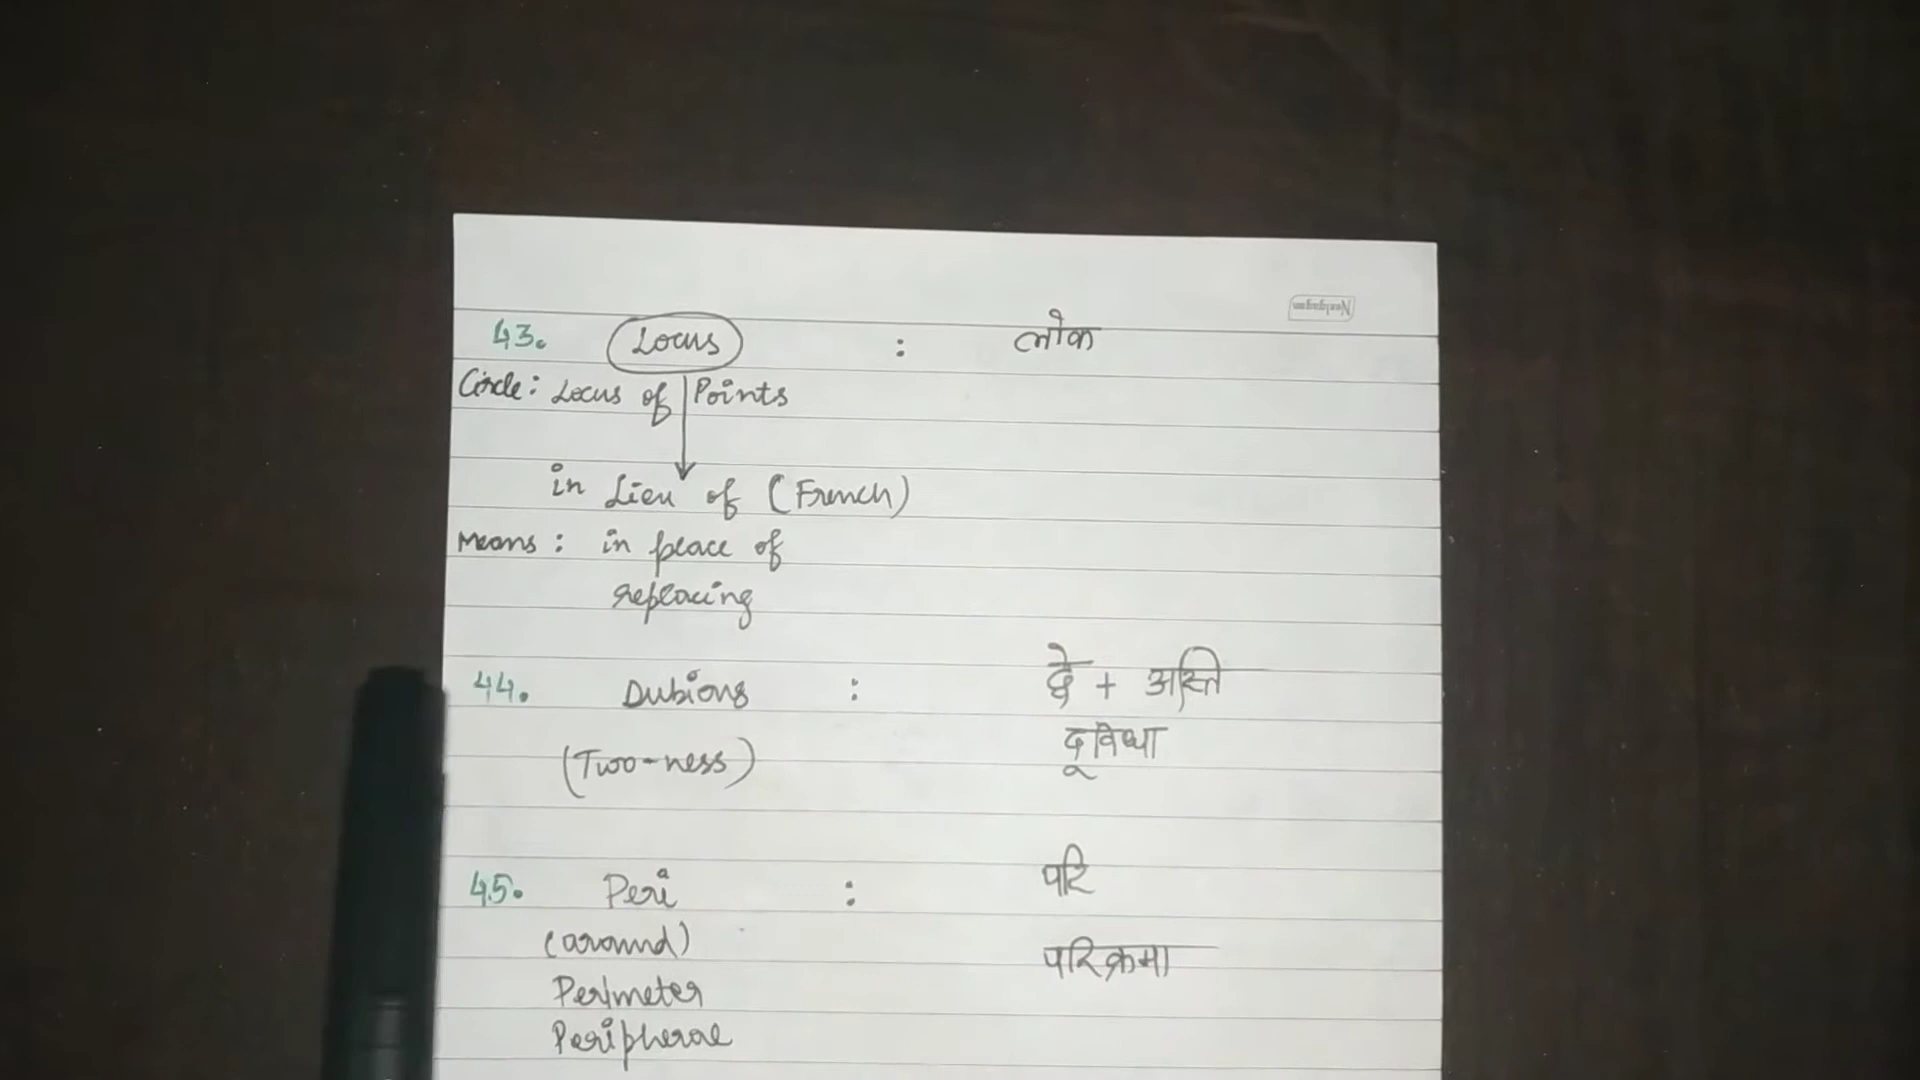 43. Locus : लोक
Circle: Locus of Points
in Lieu of (French)
Means: in place of
replacing
44. Dubious : द्वे + अस्ति
(Two-ness) दूविधा
45. Peri : परि
(around) परिक्रमा
Perimeter
Peripheral
Neelgagan